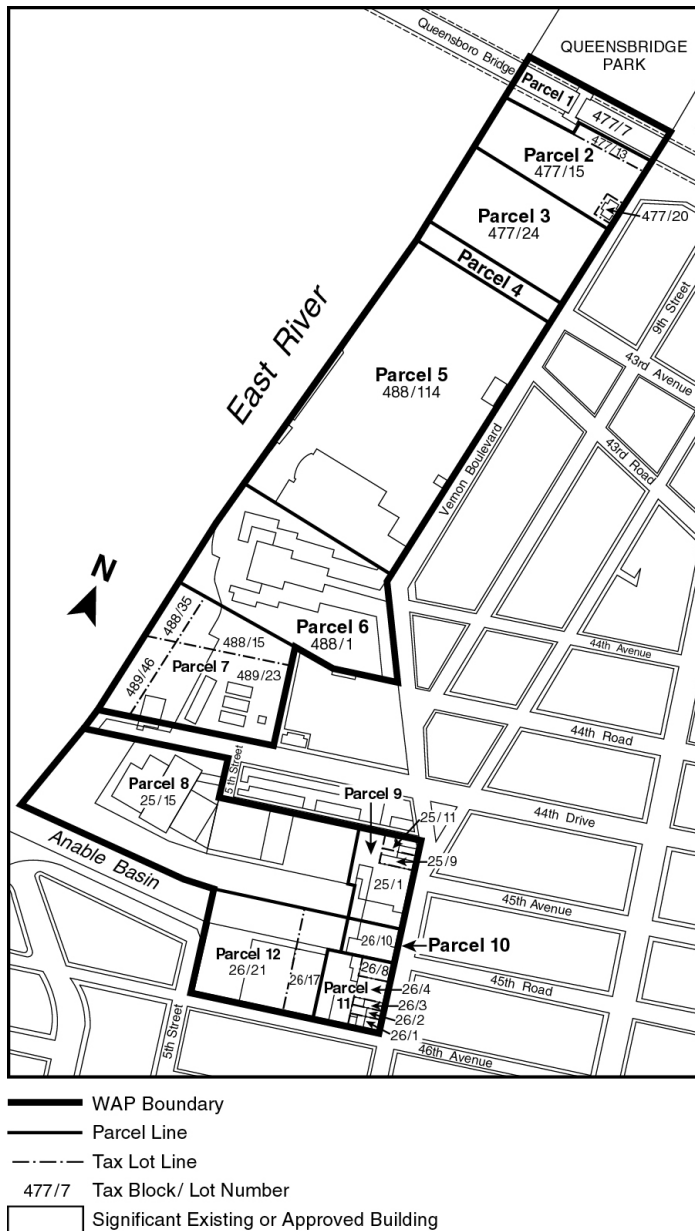 QUEENSBRIDGE
PARK
Queensboro Bridge
Parcel 1
477/7
477/13
Parcel 2
477/15
477/20
Parcel 3
477/24
Parcel 4
9th Street
East River
43rd Avenue
Parcel 5
488/114
43rd Road
Vernon Boulevard
N
488/35
Parcel 6
488/1
488/15
44th Avenue
Parcel 7
489/46
489/23
44th Road
5th Street
Parcel 8
25/15
Parcel 9
44th Drive
25/11
25/9
Anable Basin
25/1
45th Avenue
26/10
Parcel 10
Parcel 12
26/21
26/17
26/8
45th Road
Parcel
11
26/4
26/3
26/2
26/1
5th Street
46th Avenue
WAP Boundary
Parcel Line
Tax Lot Line
477/7 Tax Block/ Lot Number
Significant Existing or Approved Building